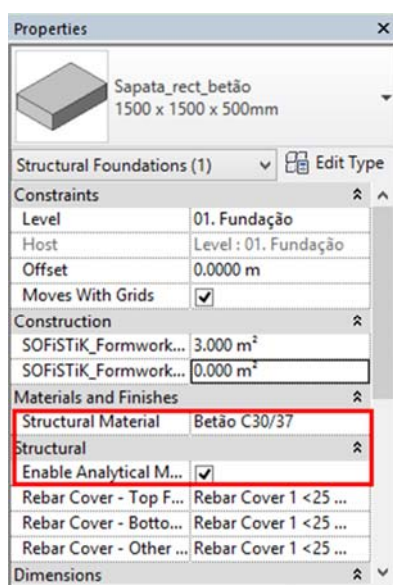 Properties
Sapata_rect_betão
1500 x 1500 x 500mm
Structural Foundations (1) Edit Type
Constraints
Level 01. Fundação
Host Level : 01. Fundação
Offset 0.0000 m
Moves With Grids
Construction
SOFiSTiK_Formwork... 3.000 m²
SOFiSTiK_Formwork... 0.000 m²
Materials and Finishes
Structural Material Betão C30/37
Structural
Enable Analytical M...
Rebar Cover - Top F... Rebar Cover 1 <25 ...
Rebar Cover - Botto... Rebar Cover 1 <25 ...
Rebar Cover - Other ... Rebar Cover 1 <25 ...
Dimensions